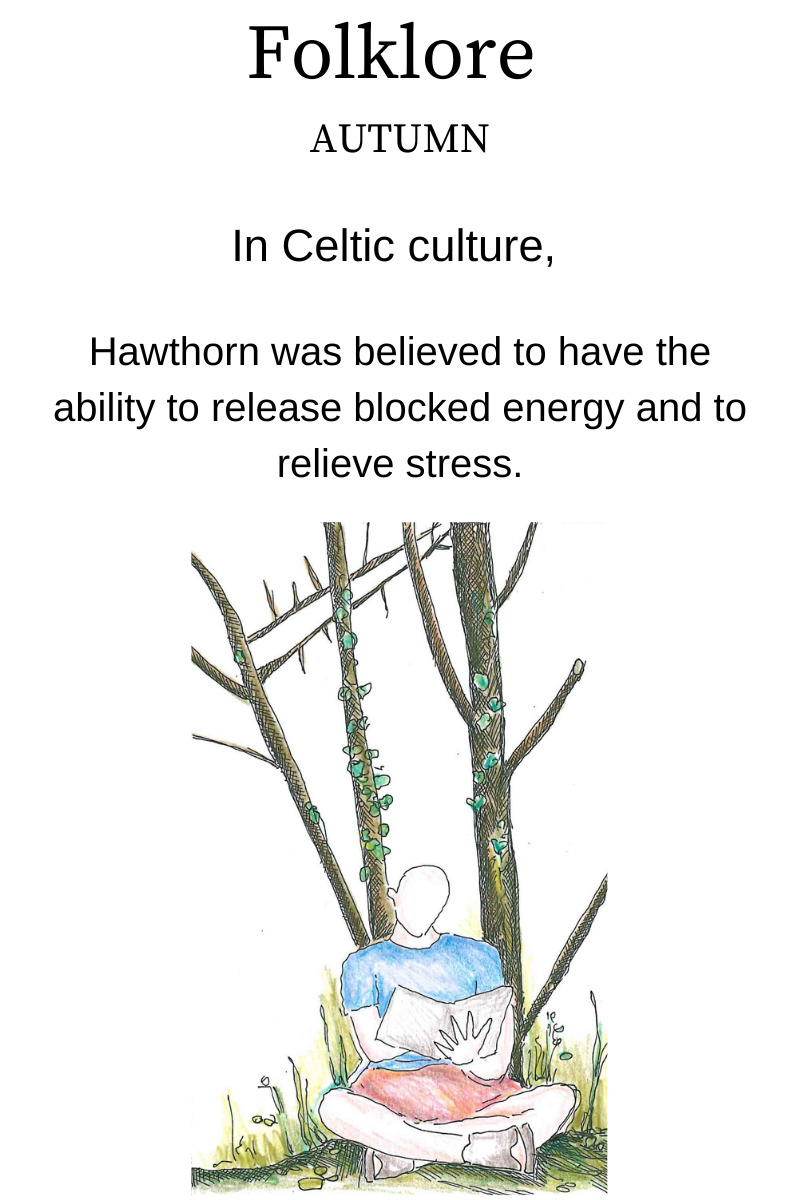 Folklore
AUTUMN
In Celtic culture,
Hawthorn was believed to have the
ability to release blocked energy and to
relieve stress.